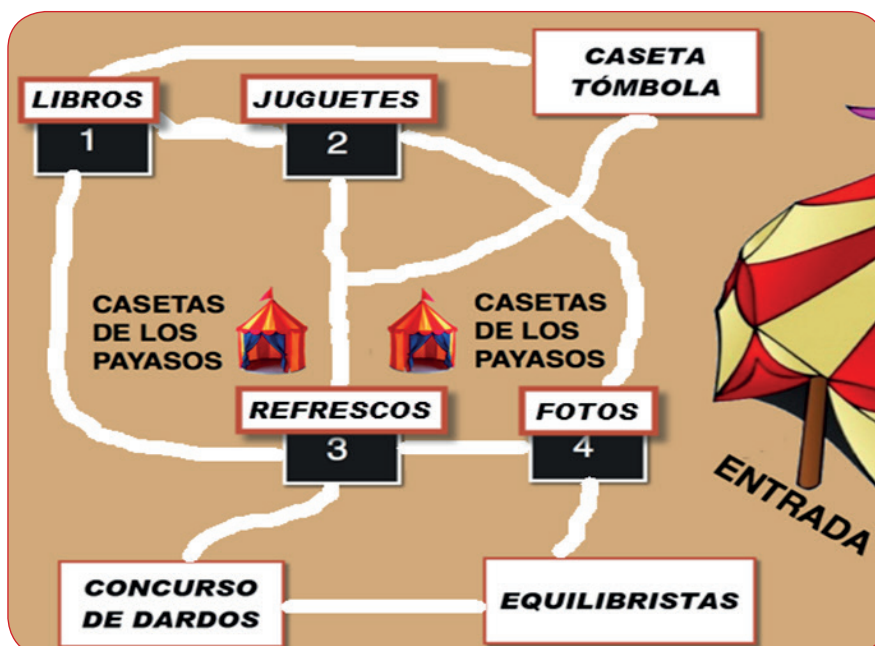 CASETA
TÓMBOLA
LIBROS
1
JUGUETES
2
CASETAS
DE LOS
PAYASOS
CASETAS
DE LOS
PAYASOS
REFRESCOS
3
FOTOS
4
ENTRADA
CONCURSO
DE DARDOS
EQUILIBRISTAS